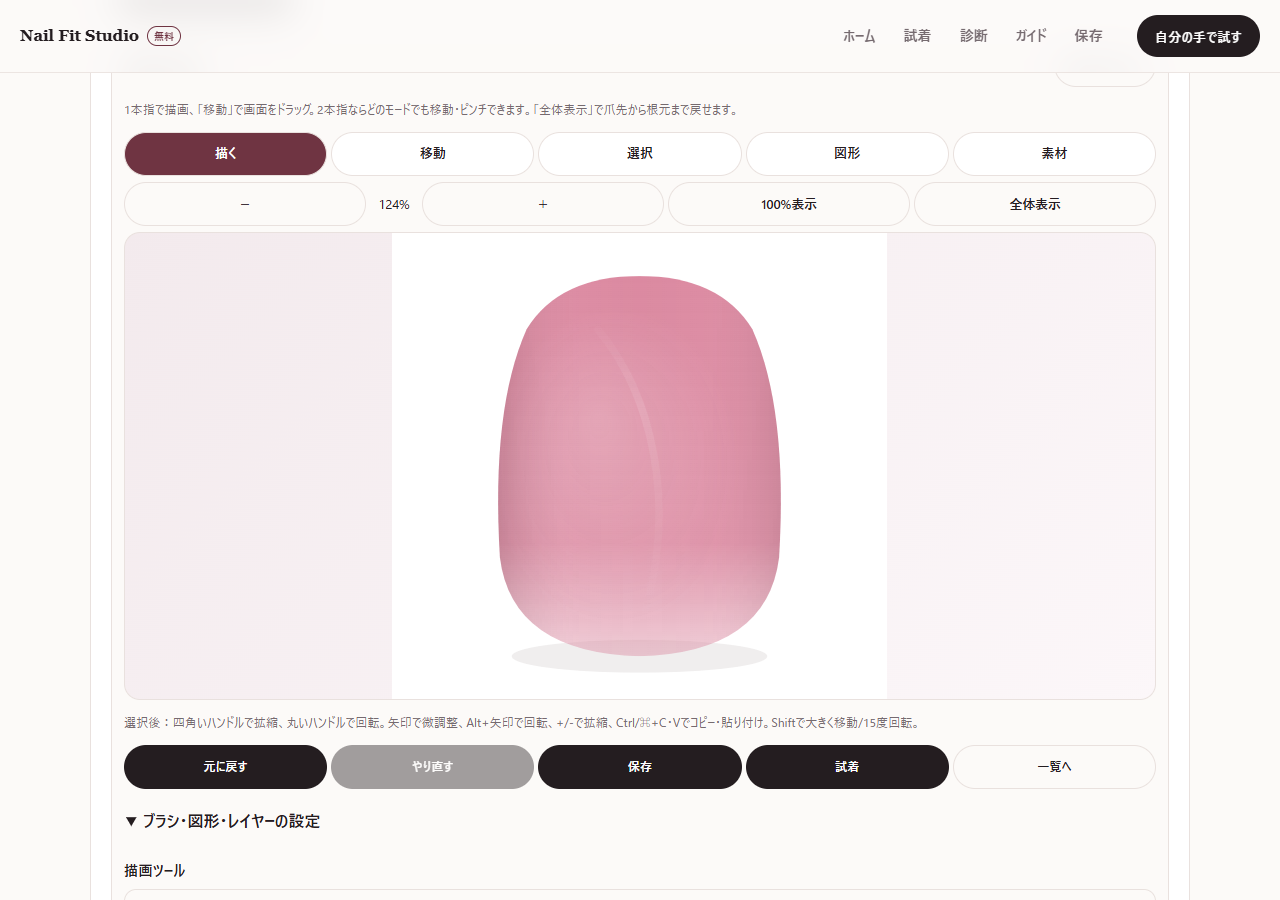 Nail Fit Studio 無料
ホーム 試着 診断 ガイド 保存 自分の手で試す
1本指で描画、「移動」で画面をドラッグ。2本指ならどのモードでも移動・ピンチできます。「全体表示」で爪先から根元まで戻せます。
描く 移動 選択 図形 素材
− 124% ＋ 100%表示 全体表示
選択後：四角いハンドルで拡縮、丸いハンドルで回転。矢印で微調整、Alt+矢印で回転、+/-で拡縮、Ctrl/⌘+C・Vでコピー・貼り付け。Shiftで大きく移動/15度回転。
元に戻す やり直す 保存 試着 一覧へ
▼ ブラシ・図形・レイヤーの設定
描画ツール